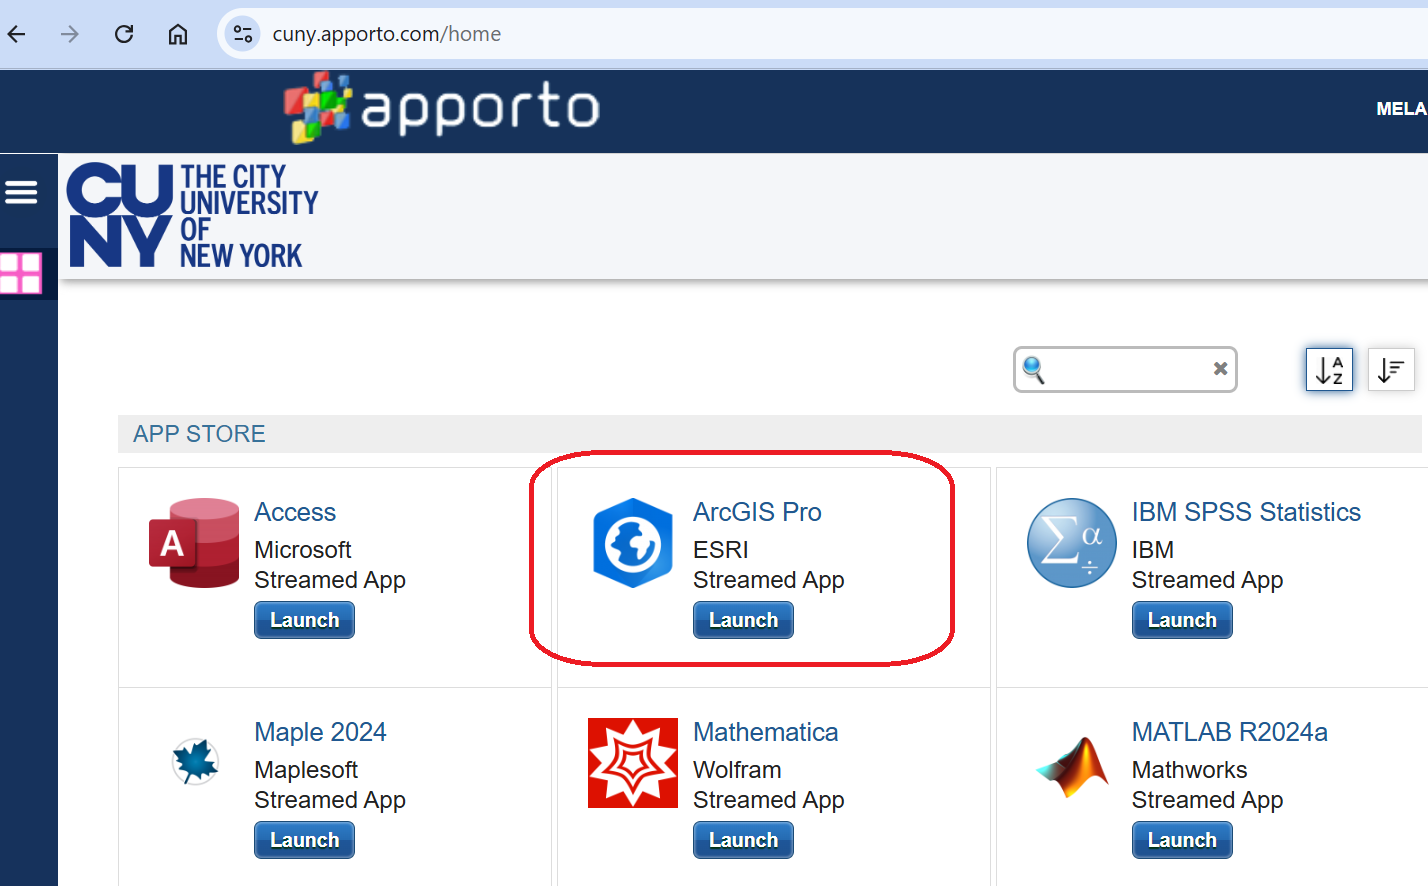 cuny.apporto.com/home
apporto
MELA
CUNY THE CITY
UNIVERSITY
OF
NEW YORK
A
Z
APP STORE
A
Access
Microsoft
Streamed App
Launch
ArcGIS Pro
ESRI
Streamed App
Launch
Σα÷
IBM SPSS Statistics
IBM
Streamed App
Launch
Maple 2024
Maplesoft
Streamed App
Launch
Mathematica
Wolfram
Streamed App
Launch
MATLAB R2024a
Mathworks
Streamed App
Launch